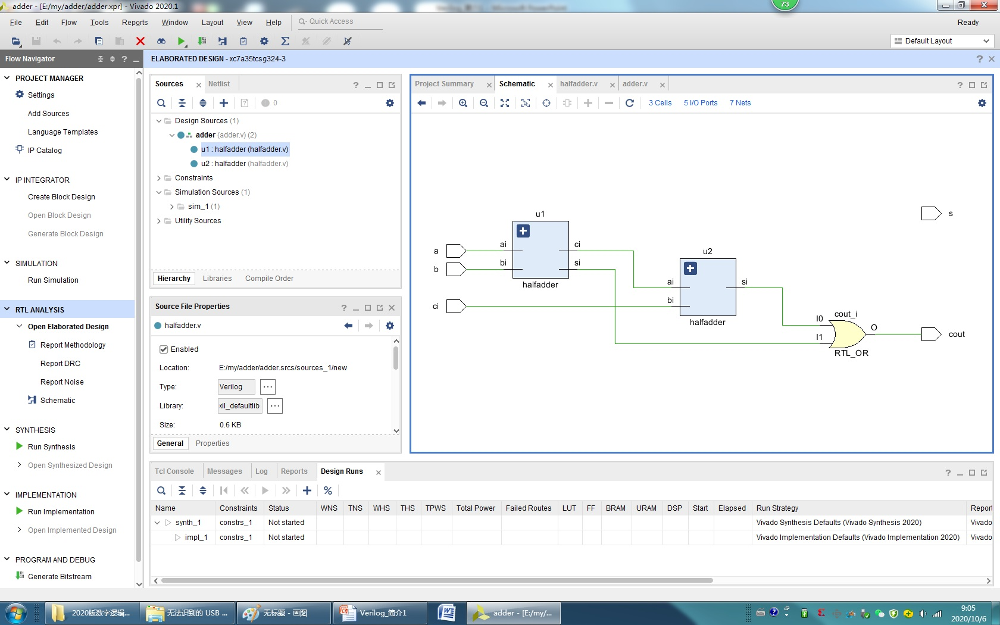 adder - [E:/my/adder/adder.xpr] - Vivado 2020.1
73
File Edit Flow Tools Reports Window Layout View Help Quick Access Ready
Default Layout
Flow Navigator
ELABORATED DESIGN - xc7a35tcsg324-3
PROJECT MANAGER
Settings
Add Sources
Language Templates
IP Catalog
IP INTEGRATOR
Create Block Design
Open Block Design
Generate Block Design
SIMULATION
Run Simulation
RTL ANALYSIS
Open Elaborated Design
Report Methodology
Report DRC
Report Noise
Schematic
SYNTHESIS
Run Synthesis
Open Synthesized Design
IMPLEMENTATION
Run Implementation
Open Implemented Design
PROGRAM AND DEBUG
Generate Bitstream
Sources Netlist
0
Design Sources (1)
adder (adder.v) (2)
u1 : halfadder (halfadder.v)
u2 : halfadder (halfadder.v)
Constraints
Simulation Sources (1)
sim_1 (1)
Utility Sources
Hierarchy Libraries Compile Order
Source File Properties
halfadder.v
Enabled
Location: E:/my/adder/adder.srcs/sources_1/new
Type: Verilog
Library: xil_defaultlib
Size: 0.6 KB
General Properties
Project Summary Schematic halfadder.v adder.v
3 Cells 5 I/O Ports 7 Nets
s
u1
a ai ci
b bi si
halfadder
u2
ai si
ci bi
halfadder
cout_i
I0 O
I1 cout
RTL_OR
Tcl Console Messages Log Reports Design Runs
Name Constraints Status WNS TNS WHS THS TPWS Total Power Failed Routes LUT FF BRAM URAM DSP Start Elapsed Run Strategy Report
synth_1 constrs_1 Not started Vivado Synthesis Defaults (Vivado Synthesis 2020) Vivado
impl_1 constrs_1 Not started Vivado Implementation Defaults (Vivado Implementation 2020) Vivado
2020版数字逻辑... 无法识别的 USB ... 无标题 - 画图 Verilog_简介1 adder - [E:/my/...
9:05
2020/10/6